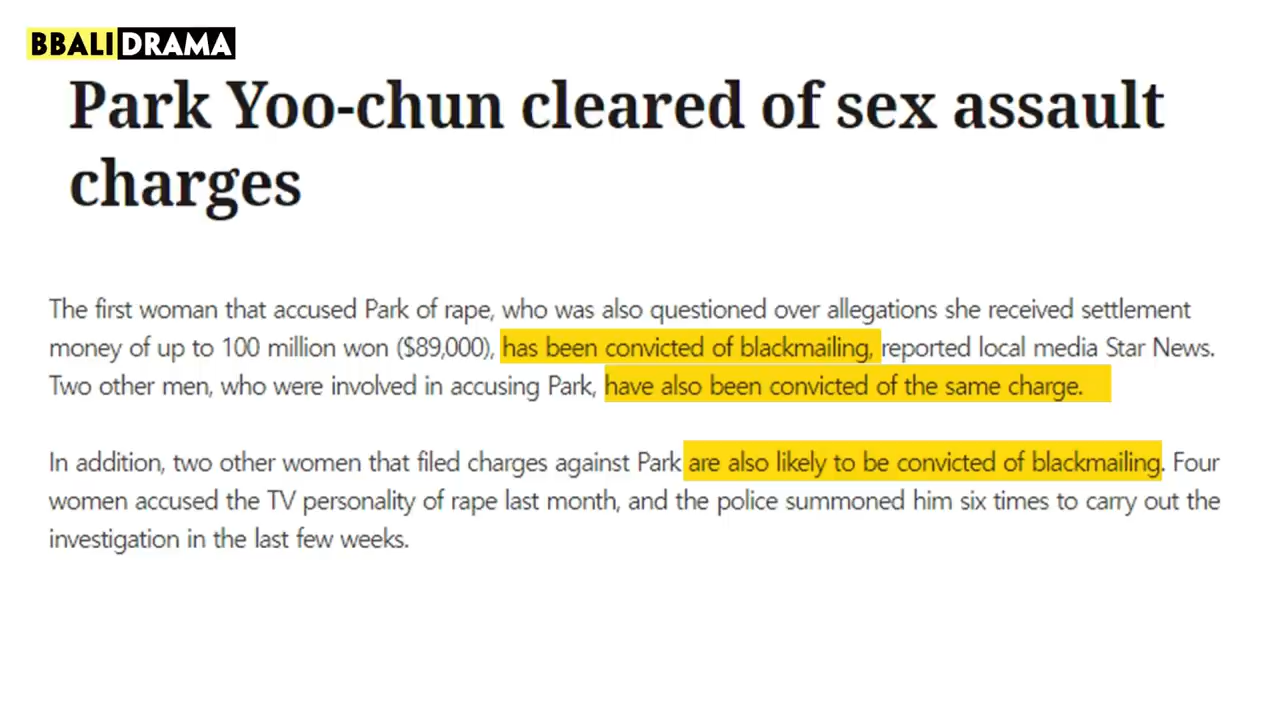 BBALI DRAMA
Park Yoo-chun cleared of sex assault
charges
The first woman that accused Park of rape, who was also questioned over allegations she received settlement
money of up to 100 million won ($89,000), has been convicted of blackmailing, reported local media Star News.
Two other men, who were involved in accusing Park, have also been convicted of the same charge.
In addition, two other women that filed charges against Park are also likely to be convicted of blackmailing. Four
women accused the TV personality of rape last month, and the police summoned him six times to carry out the
investigation in the last few weeks.